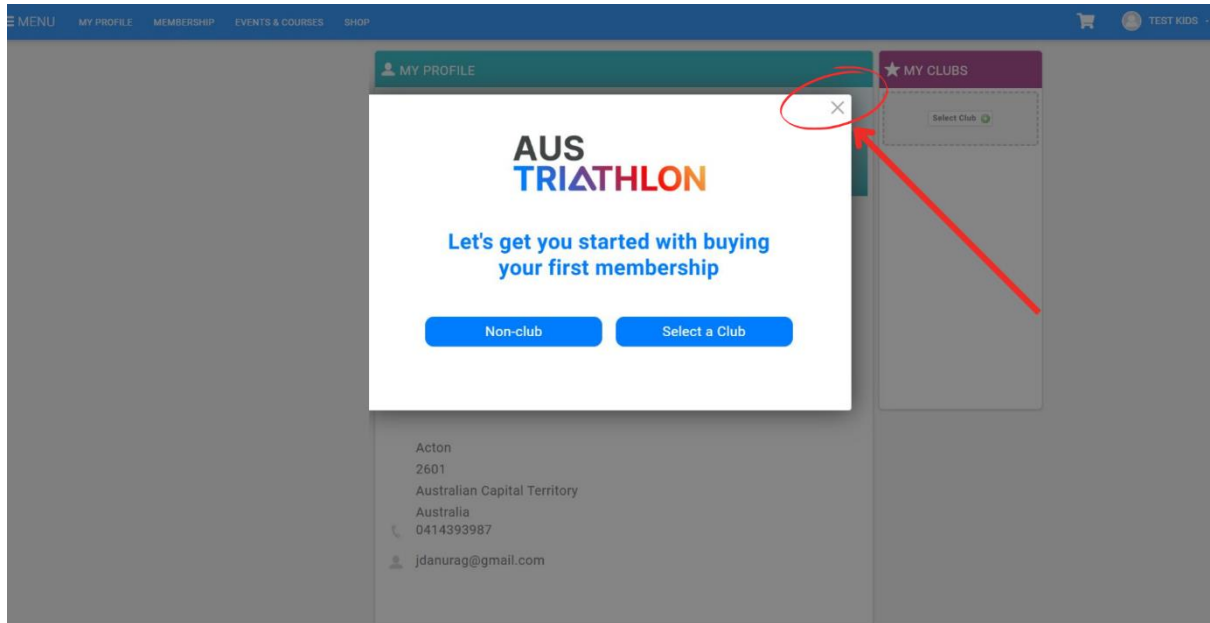 MENU MY PROFILE MEMBERSHIP EVENTS & COURSES SHOP TEST KIDS
MY PROFILE
MY CLUBS
Select Club
AUS
TRIATHLON
Let's get you started with buying
your first membership
Non-club Select a Club
Acton
2601
Australian Capital Territory
Australia
0414393987
jdanurag@gmail.com